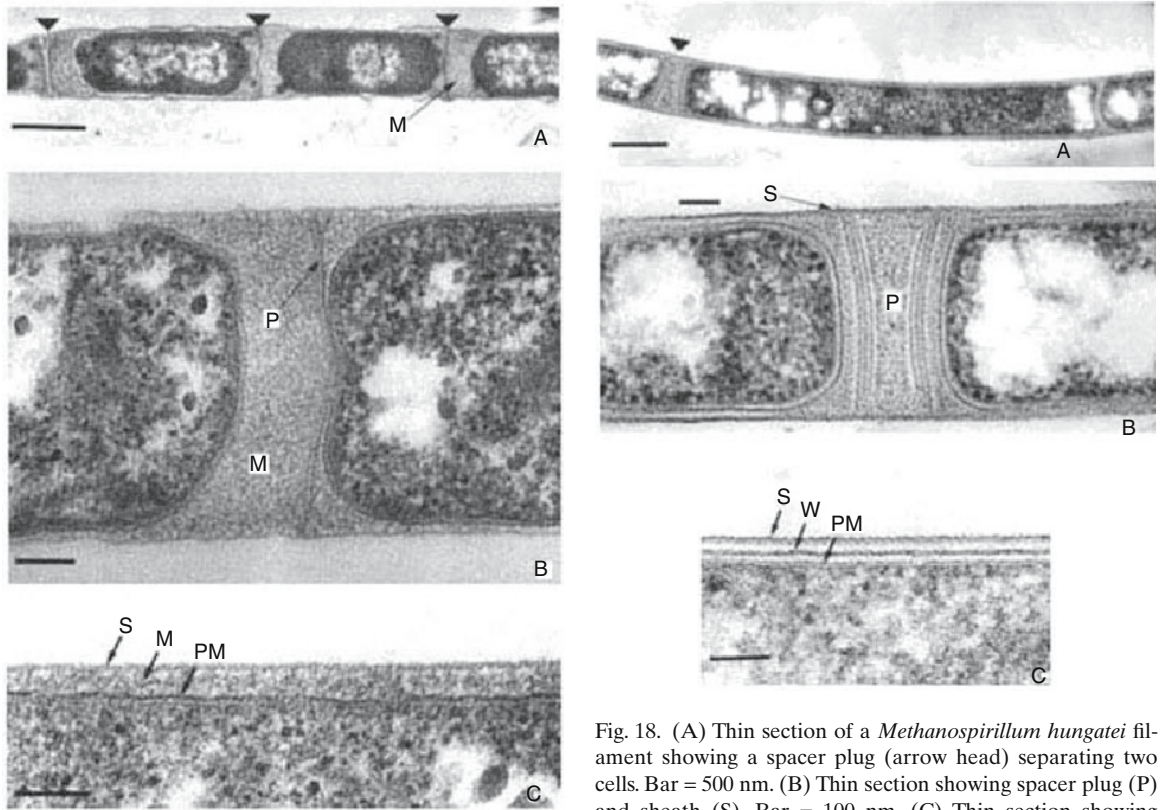 M
A
P
M
B
S
M
PM
C
A
S
P
B
S
W
PM
C
Fig. 18. (A) Thin section of a Methanospirillum hungatei fil-
ament showing a spacer plug (arrow head) separating two
cells. Bar = 500 nm. (B) Thin section showing spacer plug (P)
and sheath (S). Bar = 100 nm. (C) Thin section showing